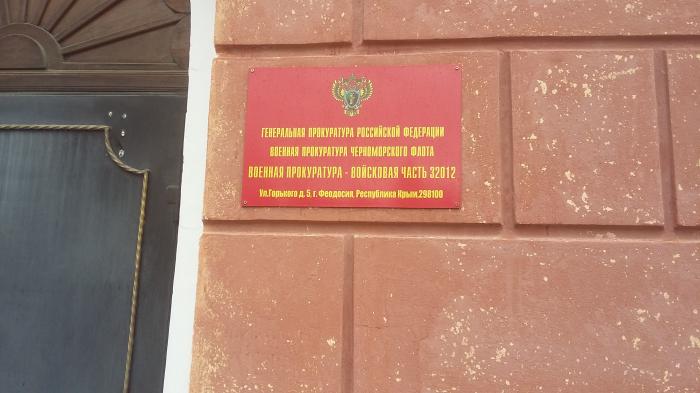 ГЕНЕРАЛЬНАЯ ПРОКУРАТУРА РОССИЙСКОЙ ФЕДЕРАЦИИ
ВОЕННАЯ ПРОКУРАТУРА ЧЕРНОМОРСКОГО ФЛОТА
ВОЕННАЯ ПРОКУРАТУРА - ВОЙСКОВАЯ ЧАСТЬ 32012
Ул.Горького д. 5, г. Феодосия, Республика Крым,298100